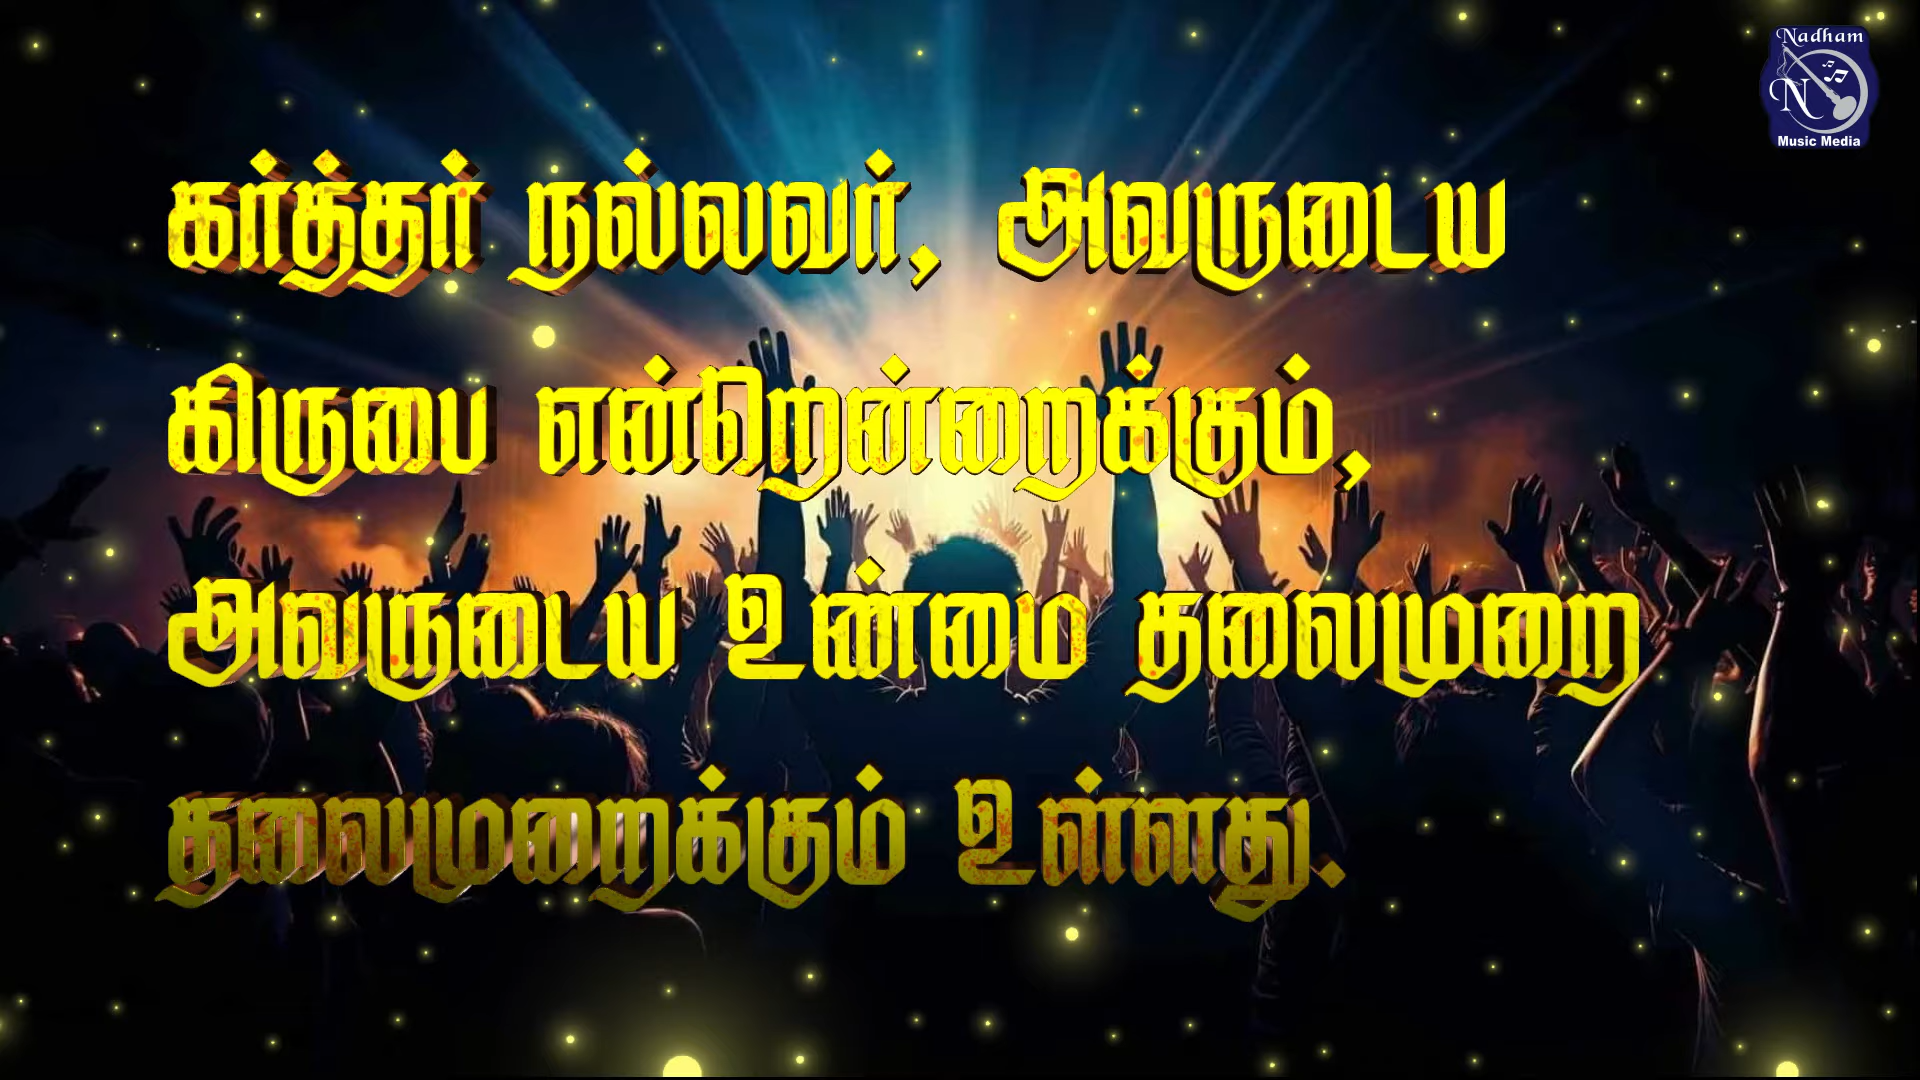 Nadham
N
Music Media
கர்த்தர் நல்லவர், அவருடைய
கிருபை என்றென்றைக்கும்,
அவருடைய உண்மை தலைமுறை
தலைமுறைக்கும் உள்ளது.